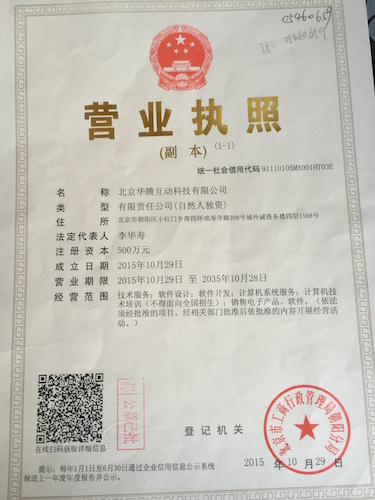 05460659
05460659
营业执照
(副 本)(1-1)
统一社会信用代码 91110105MA001HT03E
名 称 北京华腾互动科技有限公司
类 型 有限责任公司(自然人独资)
住 所 北京市朝阳区小红门乡南四环成寿寺路308号城外诚商务楼四层1568号
法定代表人 李华寿
注册资本 500万元
成立日期 2015年10月29日
营业期限 2015年10月29日 至 2035年10月28日
经营范围 技术服务；软件设计；软件开发；计算机系统服务；计算机技
术培训（不得面向全国招生）；销售电子产品、软件。（依法
须经批准的项目，经相关部门批准后依批准的内容开展经营活
动。）
在线扫码获取详细信息
登记机关
北京市工商行政管理局朝阳分局
2015 年 10 月 29 日
提示：每年1月1日至6月30日通过企业信用信息公示系统
报送上一年度年度报告并公示。